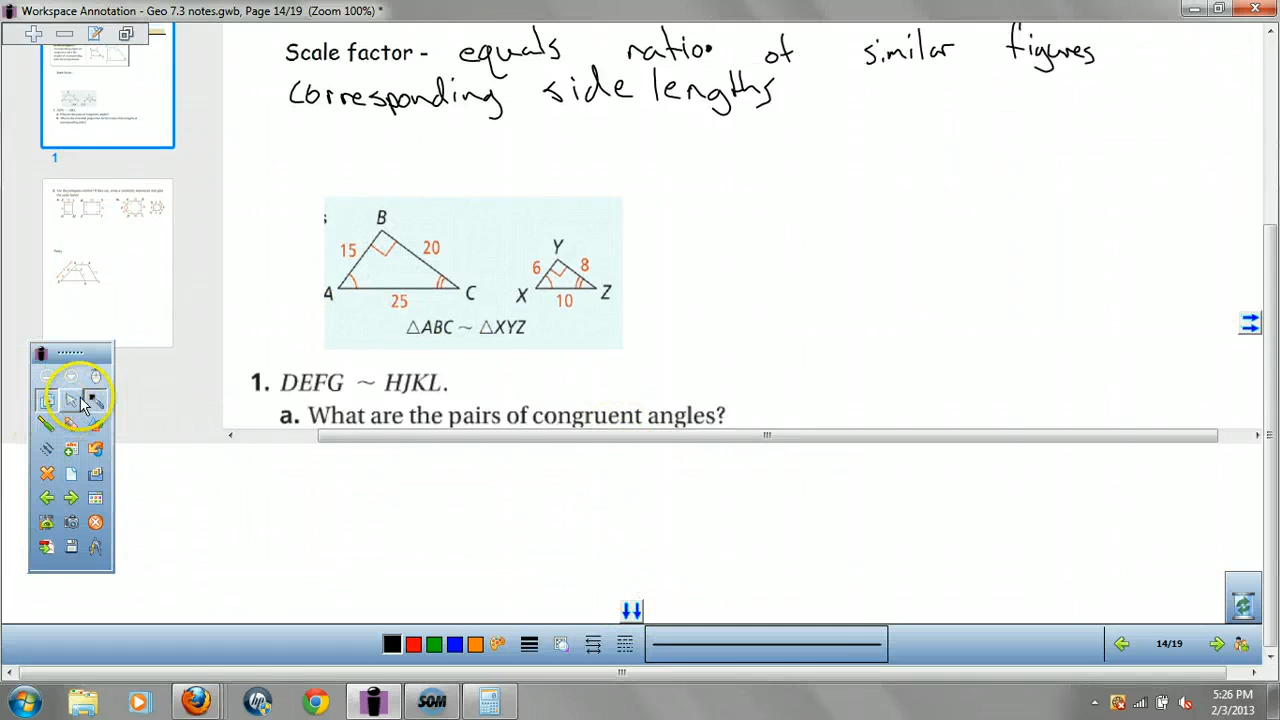 Workspace Annotation - Geo 7.3 notes.gwb, Page 14/19 (Zoom 100%) *
Scale factor - equals ratio of similar figures
corresponding side lengths
1
s
B
15
20
A
C
25
Y
6
8
X
Z
10
△ABC ~ △XYZ
1. DEFG ~ HJKL.
a. What are the pairs of congruent angles?
14/19
hp
SOM
5:26 PM
2/3/2013